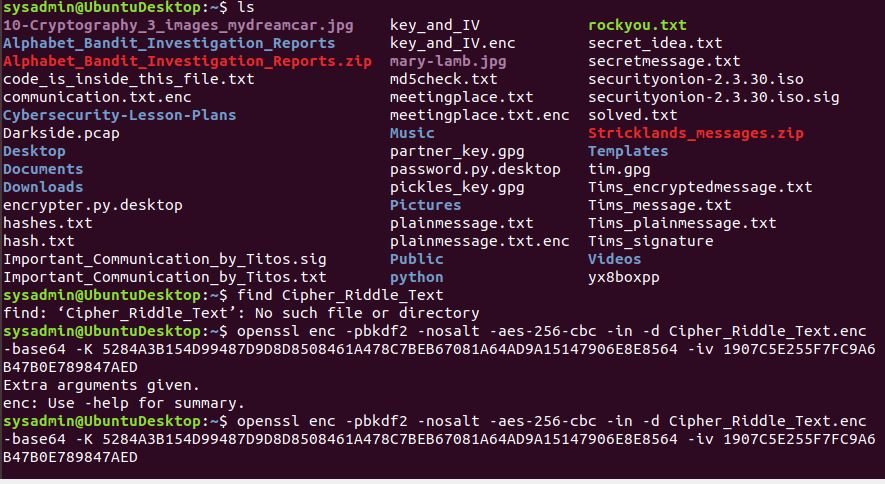 sysadmin@UbuntuDesktop:~$ ls
10-Cryptography_3_images_mydreamcar.jpg key_and_IV rockyou.txt
Alphabet_Bandit_Investigation_Reports key_and_IV.enc secret_idea.txt
Alphabet_Bandit_Investigation_Reports.zip mary-lamb.jpg secretmessage.txt
code_is_inside_this_file.txt md5check.txt securityonion-2.3.30.iso
communication.txt.enc meetingplace.txt securityonion-2.3.30.iso.sig
Cybersecurity-Lesson-Plans meetingplace.txt.enc solved.txt
Darkside.pcap Music Stricklands_messages.zip
Desktop partner_key.gpg Templates
Documents password.py.desktop tim.gpg
Downloads pickles_key.gpg Tims_encryptedmessage.txt
encrypter.py.desktop Pictures Tims_message.txt
hashes.txt plainmessage.txt Tims_plainmessage.txt
hash.txt plainmessage.txt.enc Tims_signature
Important_Communication_by_Titos.sig Public Videos
Important_Communication_by_Titos.txt python yx8boxpp
sysadmin@UbuntuDesktop:~$ find Cipher_Riddle_Text
find: ‘Cipher_Riddle_Text’: No such file or directory
sysadmin@UbuntuDesktop:~$ openssl enc -pbkdf2 -nosalt -aes-256-cbc -in -d Cipher_Riddle_Text.enc
-base64 -K 5284A3B154D99487D9D8D8508461A478C7BEB67081A64AD9A15147906E8E8564 -iv 1907C5E255F7FC9A6
B47B0E789847AED
Extra arguments given.
enc: Use -help for summary.
sysadmin@UbuntuDesktop:~$ openssl enc -pbkdf2 -nosalt -aes-256-cbc -in -d Cipher_Riddle_Text.enc
-base64 -K 5284A3B154D99487D9D8D8508461A478C7BEB67081A64AD9A15147906E8E8564 -iv 1907C5E255F7FC9A6
B47B0E789847AED